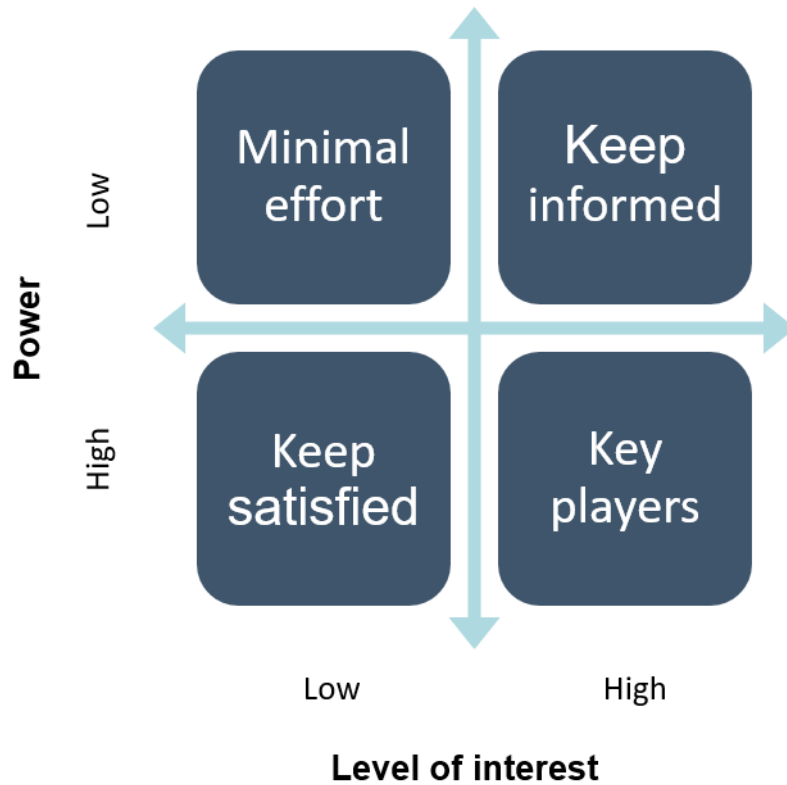 Minimal
effort
Keep
informed
Low
Power
High
Keep
satisfied
Key
players
Low
High
Level of interest